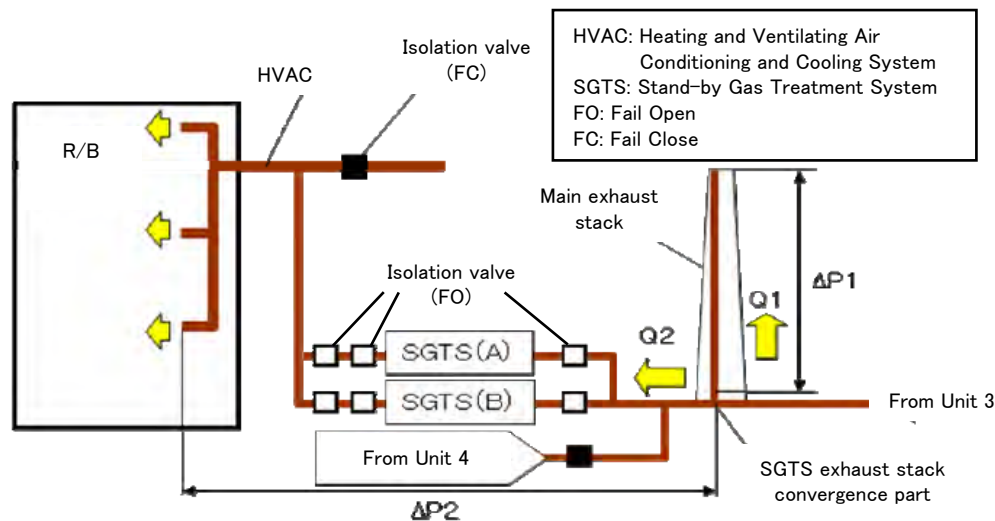 HVAC: Heating and Ventilating Air
Conditioning and Cooling System
SGTS: Stand-by Gas Treatment System
FO: Fail Open
FC: Fail Close
Isolation valve
(FC)
HVAC
R/B
Main exhaust
stack
Isolation valve
(FO)
ΔP1
Q1
Q2
SGTS(A)
SGTS(B)
From Unit 3
From Unit 4
SGTS exhaust stack
convergence part
ΔP2